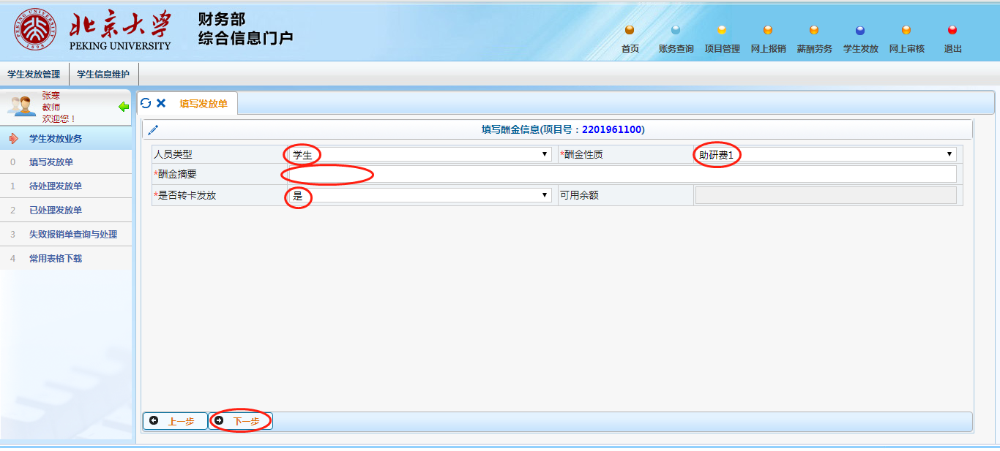 北京大学
PEKING UNIVERSITY
财务部
综合信息门户
首页
账务查询
项目管理
网上报销
薪酬劳务
学生发放
网上审核
退出
学生发放管理
学生信息维护
张寒
教师
欢迎您！
填写发放单
学生发放业务
0 填写发放单
1 待处理发放单
2 已处理发放单
3 失败报销单查询与处理
4 常用表格下载
填写酬金信息(项目号：2201961100)
人员类型 学生 *酬金性质 助研费1
*酬金摘要
*是否转卡发放 是 可用余额
上一步 下一步